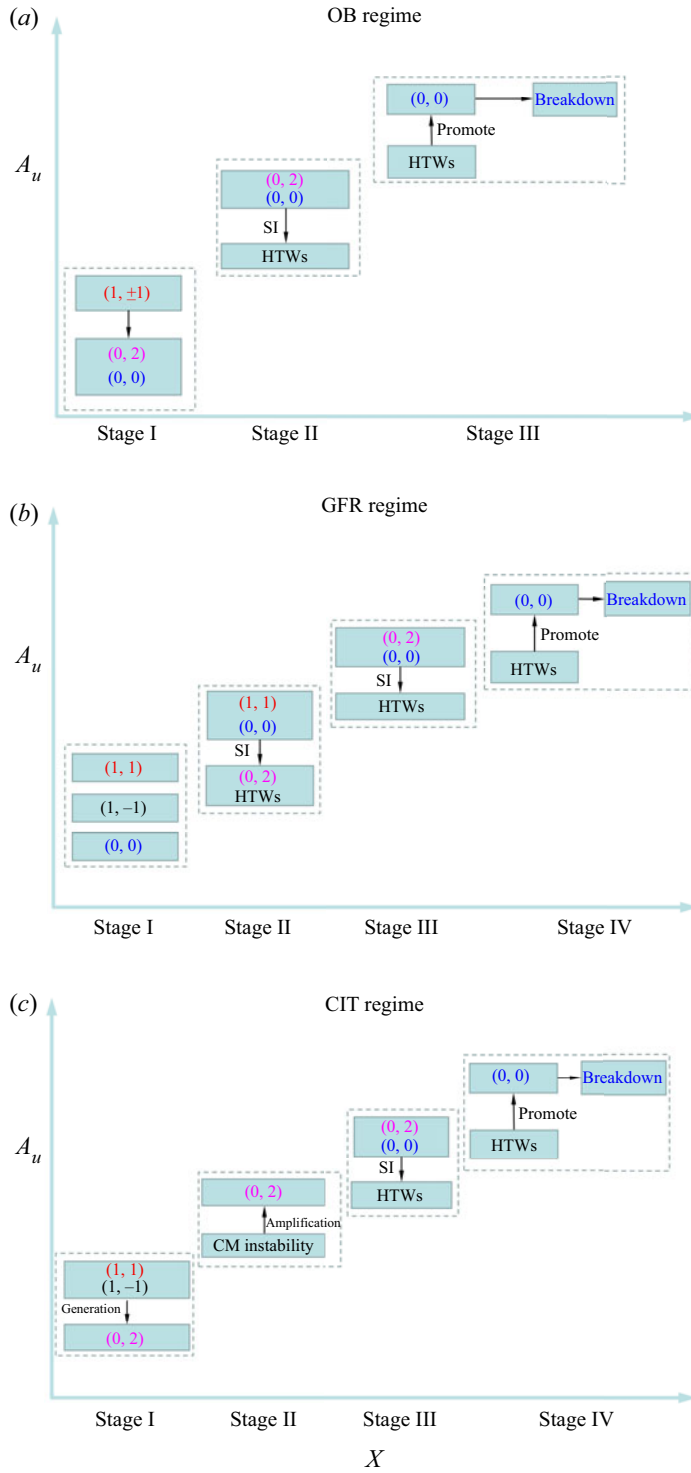 (a)
OB regime
A_u
(0, 0)
Breakdown
Promote
HTWs
(0, 2)
(0, 0)
SI
HTWs
(1, ±1)
(0, 2)
(0, 0)
Stage I
Stage II
Stage III
(b)
GFR regime
A_u
(0, 0)
Breakdown
Promote
HTWs
(0, 2)
(0, 0)
SI
HTWs
(1, 1)
(0, 0)
SI
(0, 2)
HTWs
(1, 1)
(1, –1)
(0, 0)
Stage I
Stage II
Stage III
Stage IV
(c)
CIT regime
A_u
(0, 0)
Breakdown
Promote
HTWs
(0, 2)
(0, 0)
SI
HTWs
(0, 2)
Amplification
CM instability
(1, 1)
(1, –1)
Generation
(0, 2)
Stage I
Stage II
Stage III
Stage IV
X